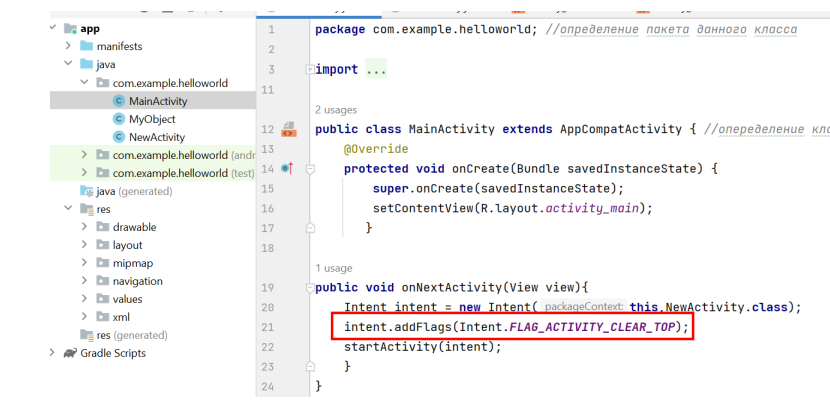 app
manifests
java
com.example.helloworld
MainActivity
MyObject
NewActivity
com.example.helloworld (andr
com.example.helloworld (test)
java (generated)
res
drawable
layout
mipmap
navigation
values
xml
res (generated)
Gradle Scripts
1 package com.example.helloworld; //определение пакета данного класса
2
3 import ...
11
2 usages
12 public class MainActivity extends AppCompatActivity { //опеределение кла
13 @Override
14 protected void onCreate(Bundle savedInstanceState) {
15 super.onCreate(savedInstanceState);
16 setContentView(R.layout.activity_main);
17 }
18
1 usage
19 public void onNextActivity(View view){
20 Intent intent = new Intent( packageContext: this,NewActivity.class);
21 intent.addFlags(Intent.FLAG_ACTIVITY_CLEAR_TOP);
22 startActivity(intent);
23 }
24 }